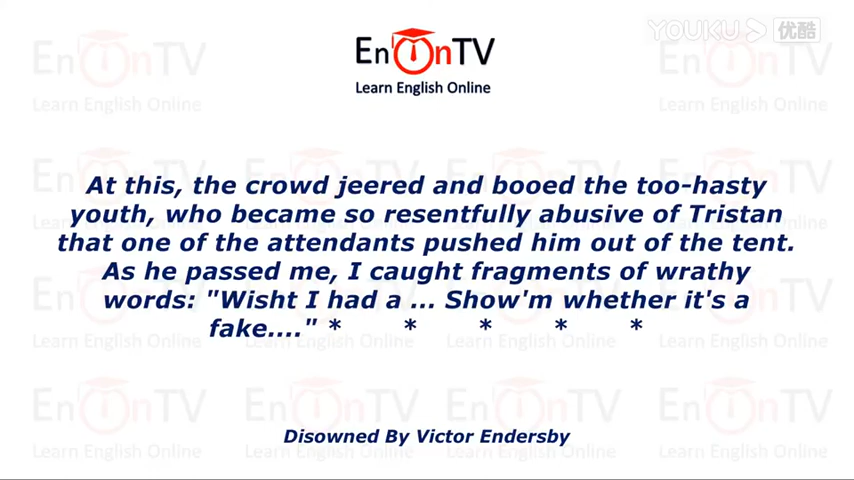 YOUKU 优酷
EnOnTV
Learn English Online
At this, the crowd jeered and booed the too-hasty
youth, who became so resentfully abusive of Tristan
that one of the attendants pushed him out of the tent.
As he passed me, I caught fragments of wrathy
words: "Wisht I had a ... Show'm whether it's a
fake...." * * * * *
Disowned By Victor Endersby